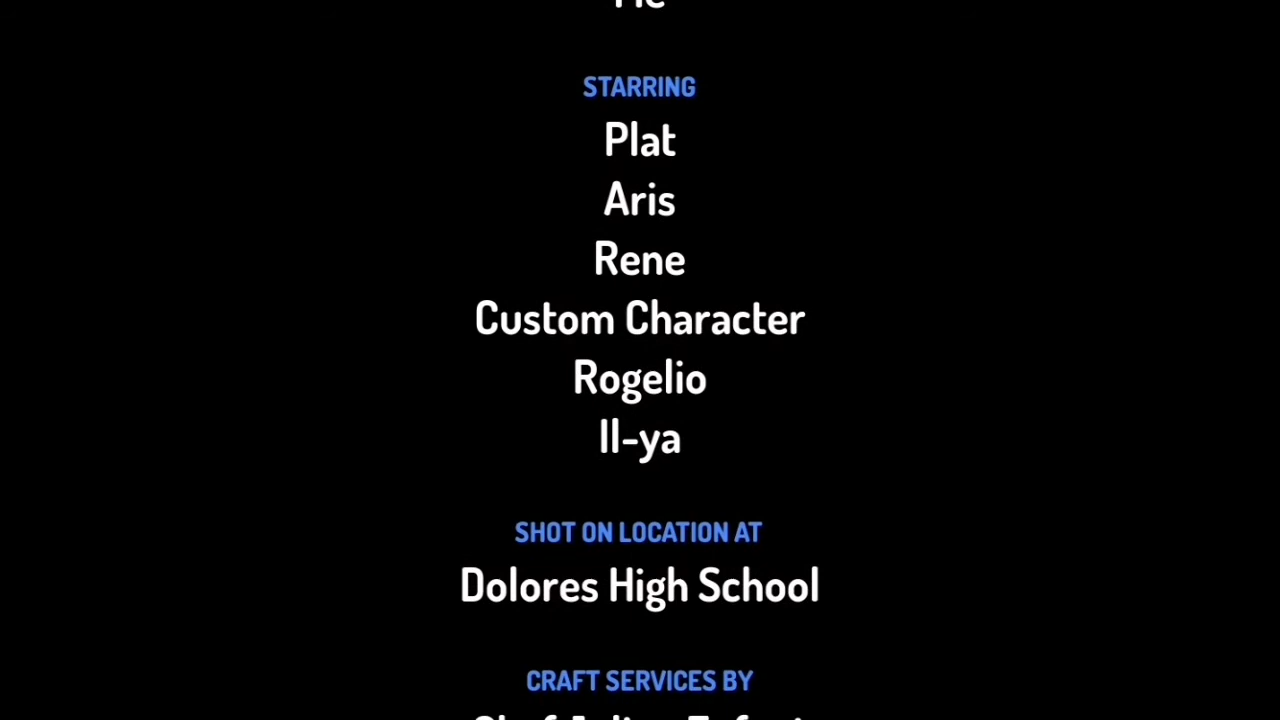 STARRING
Plat
Aris
Rene
Custom Character
Rogelio
Il-ya
SHOT ON LOCATION AT
Dolores High School
CRAFT SERVICES BY